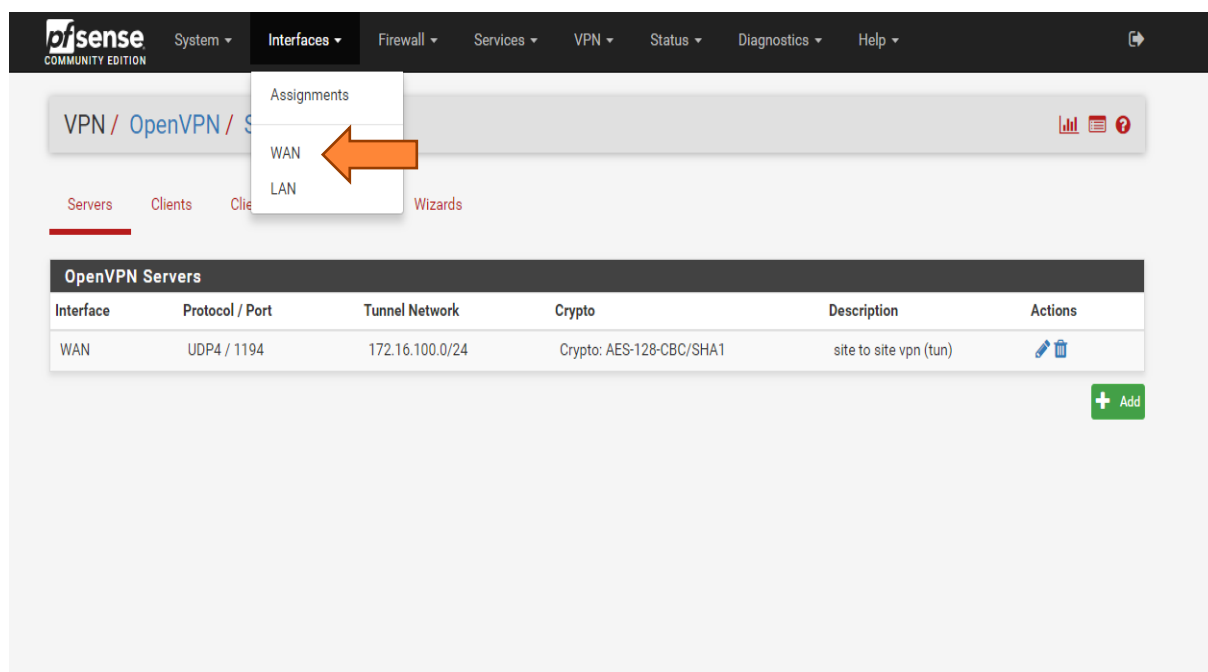 pfsense
COMMUNITY EDITION
System Interfaces Firewall Services VPN Status Diagnostics Help
Assignments
WAN
LAN
VPN / OpenVPN / S
Servers Clients Clie Wizards
OpenVPN Servers
Interface Protocol / Port Tunnel Network Crypto Description Actions
WAN UDP4 / 1194 172.16.100.0/24 Crypto: AES-128-CBC/SHA1 site to site vpn (tun)
Add